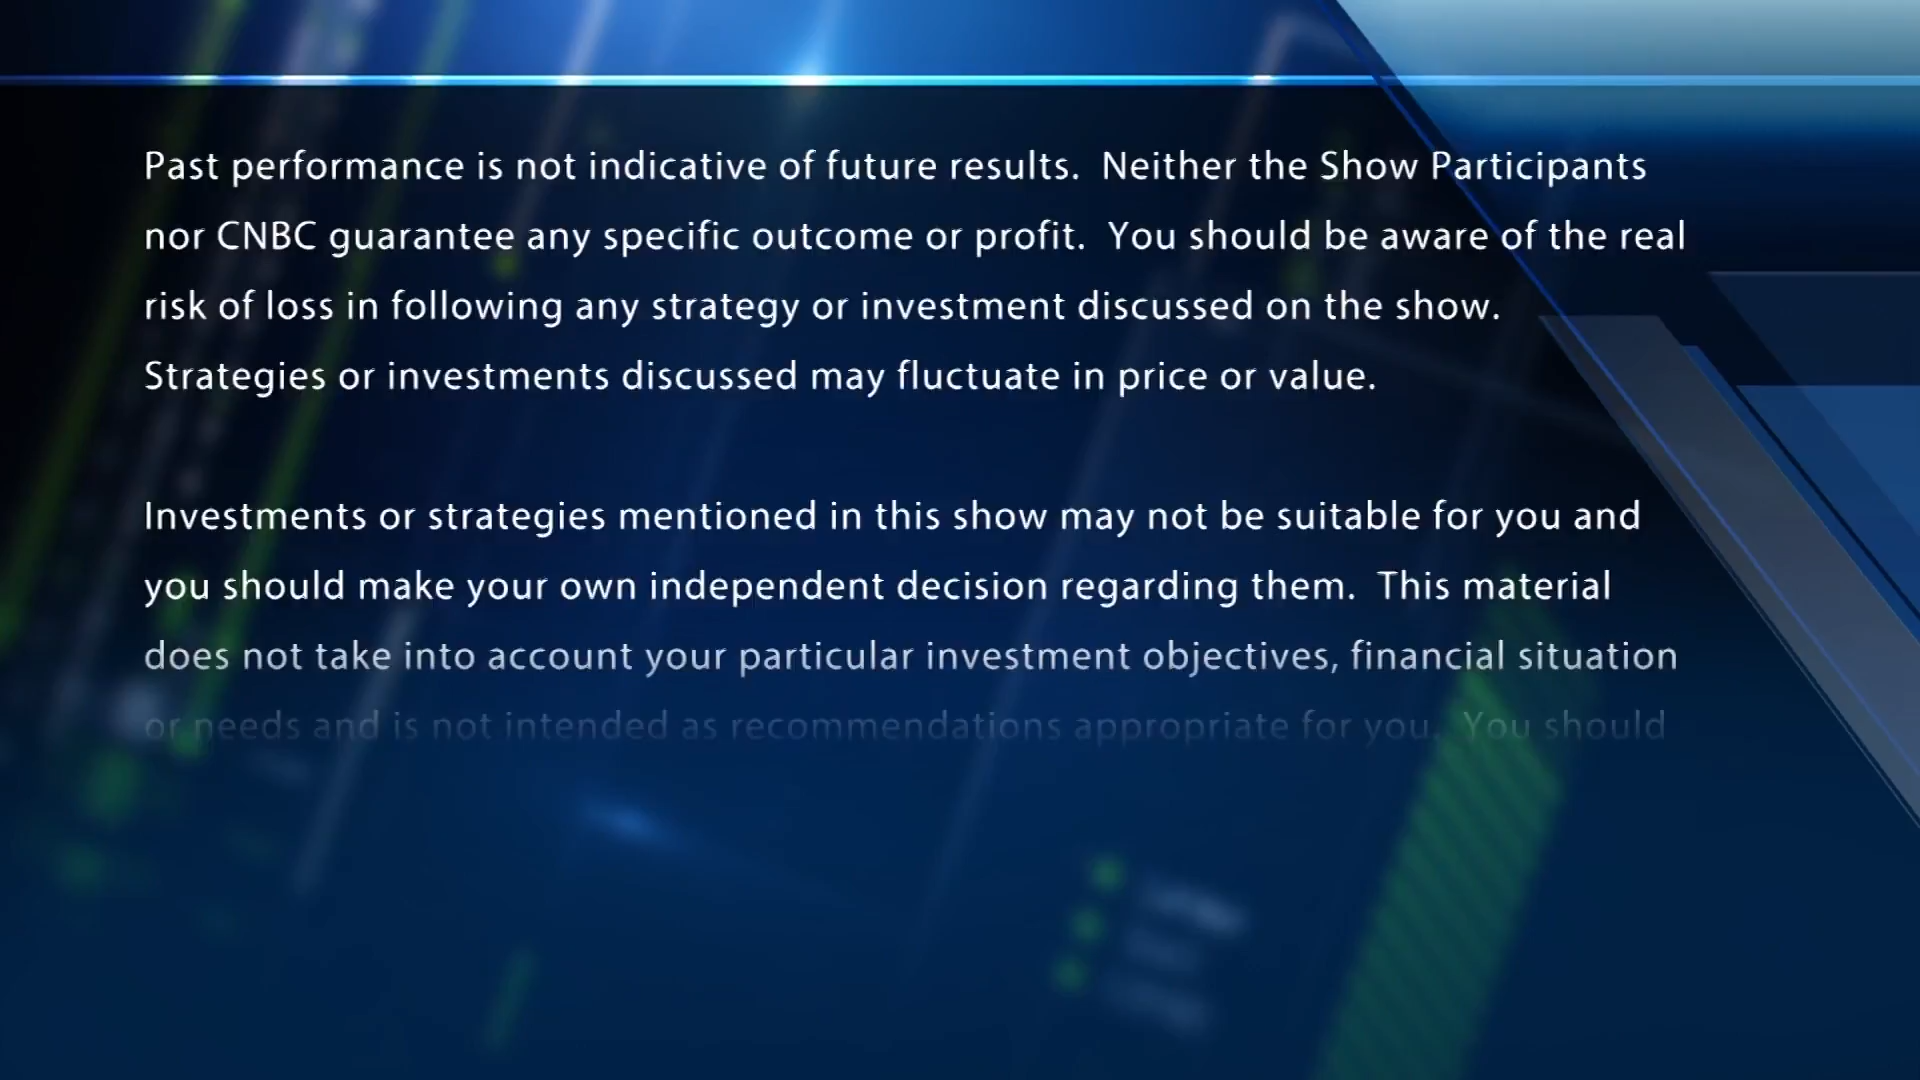 Past performance is not indicative of future results.  Neither the Show Participants
nor CNBC guarantee any specific outcome or profit.  You should be aware of the real
risk of loss in following any strategy or investment discussed on the show.
Strategies or investments discussed may fluctuate in price or value.
Investments or strategies mentioned in this show may not be suitable for you and
you should make your own independent decision regarding them.  This material
does not take into account your particular investment objectives, financial situation
or needs and is not intended as recommendations appropriate for you.  You should